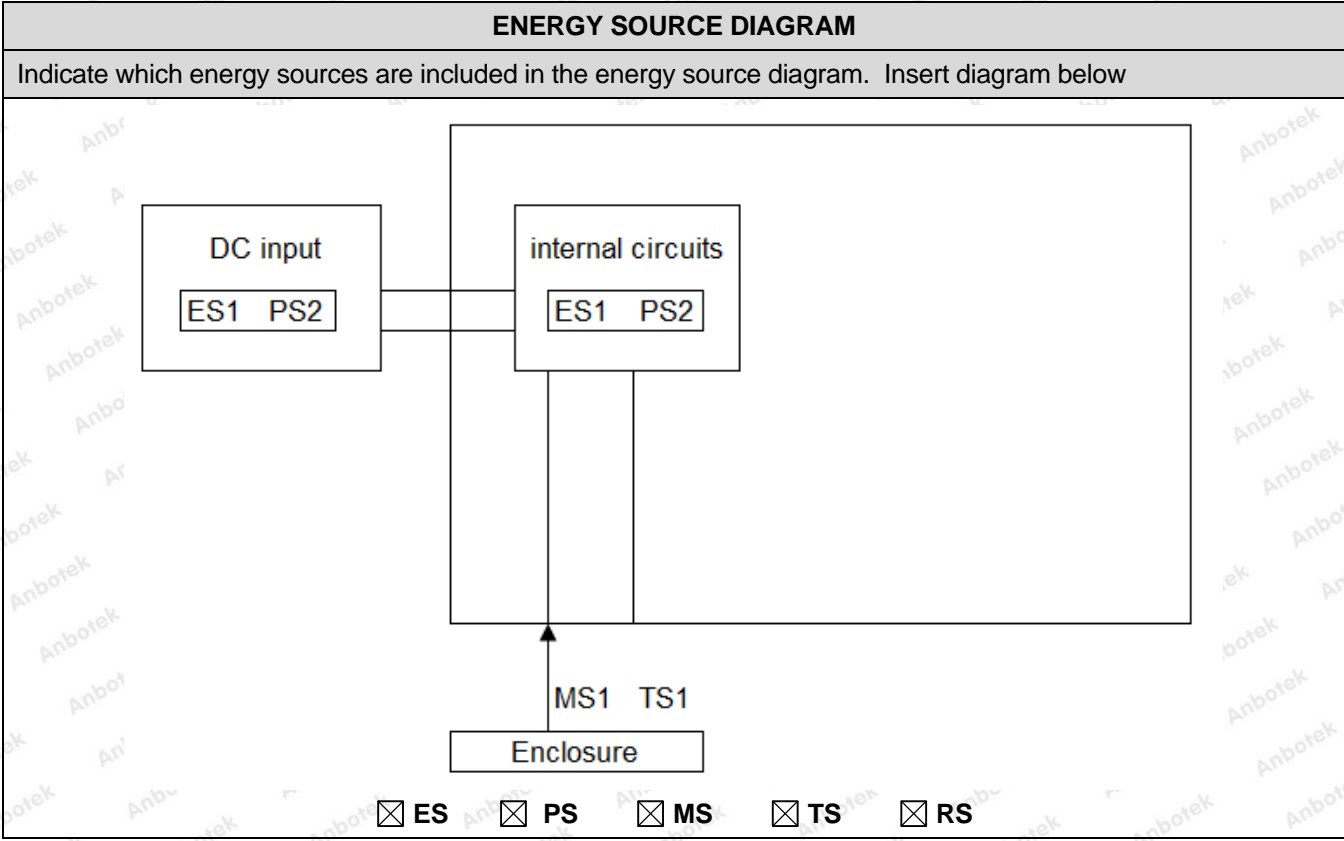 ENERGY SOURCE DIAGRAM
Indicate which energy sources are included in the energy source diagram. Insert diagram below
DC input
ES1 PS2
internal circuits
ES1 PS2
MS1 TS1
Enclosure
☒ ES ☒ PS ☒ MS ☒ TS ☒ RS
Anbotek